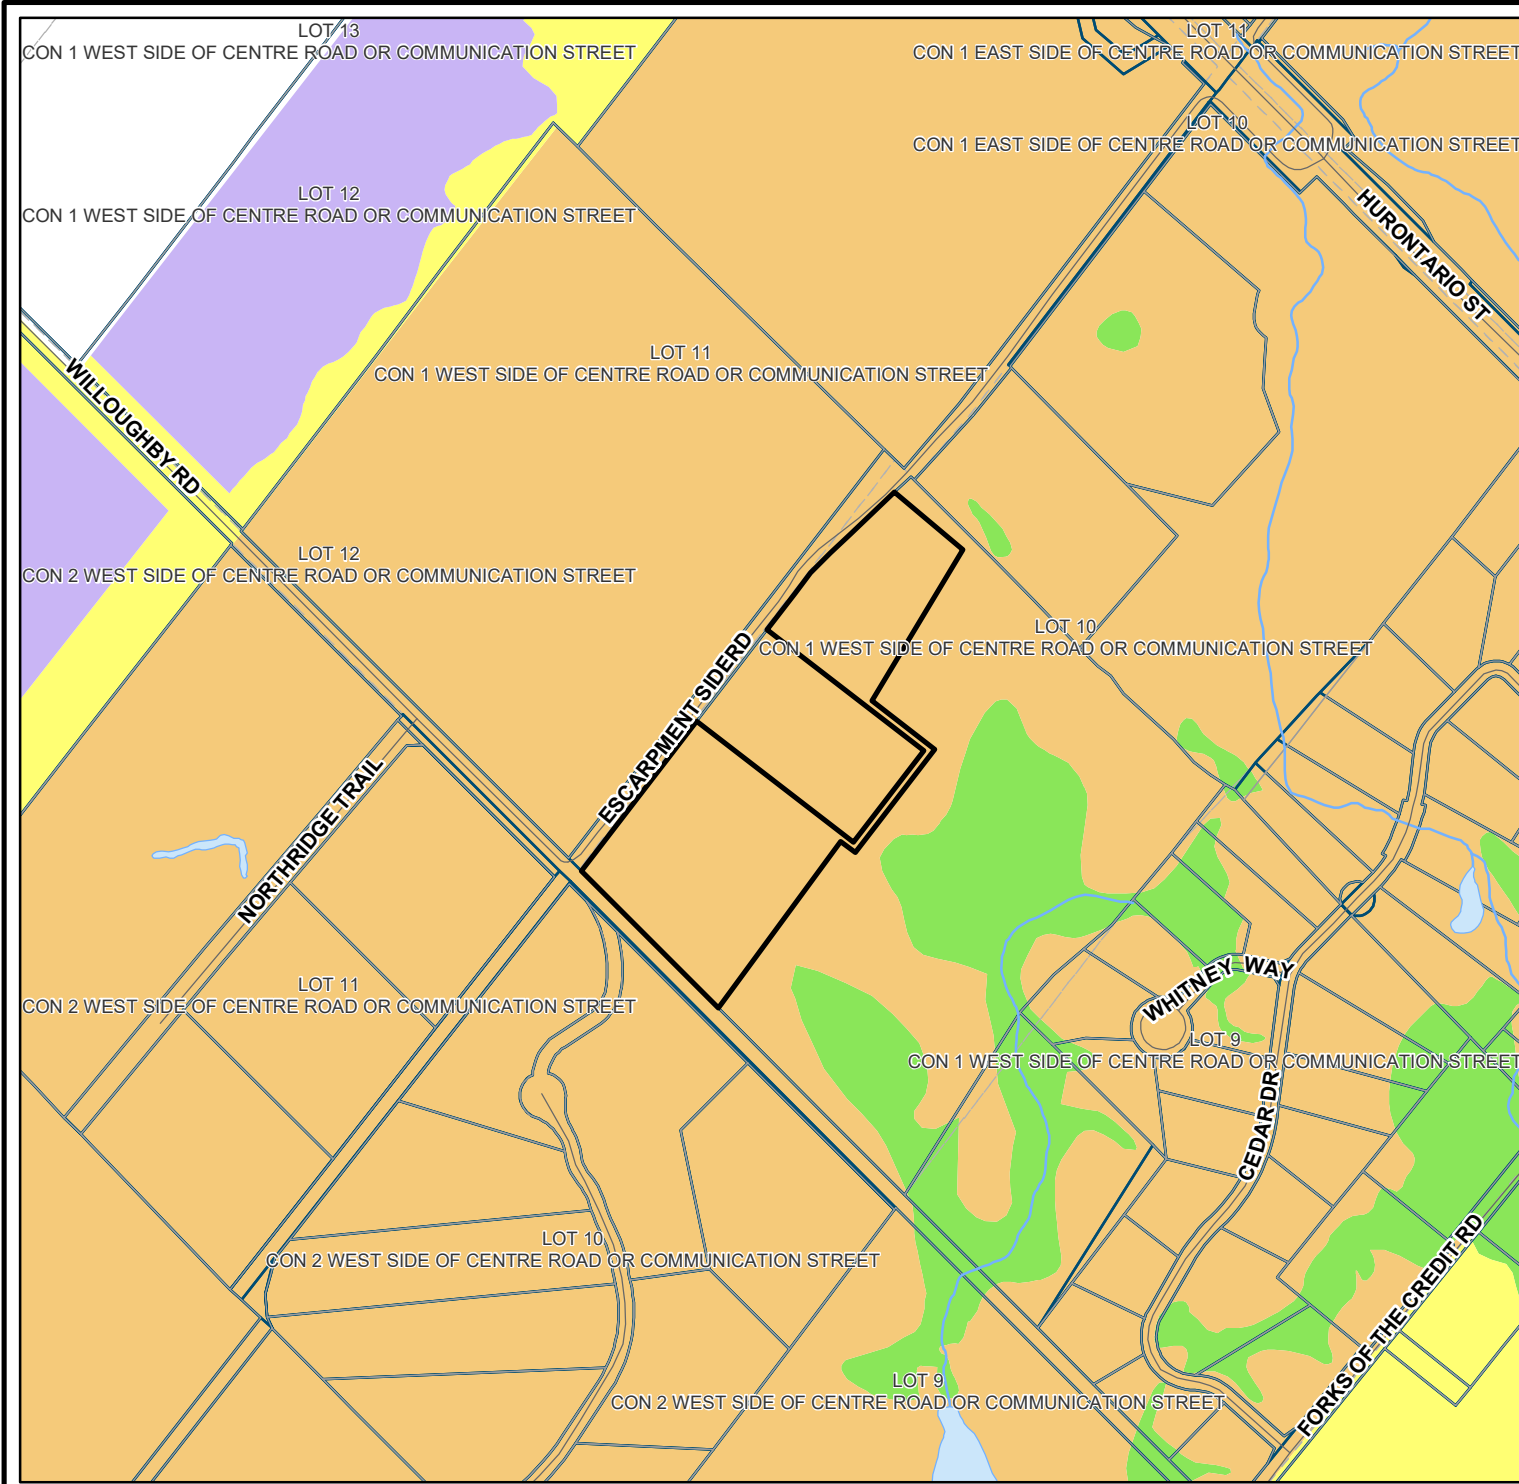 LOT 13
CON 1 WEST SIDE OF CENTRE ROAD OR COMMUNICATION STREET
LOT 11
CON 1 EAST SIDE OF CENTRE ROAD OR COMMUNICATION STREET
LOT 10
CON 1 EAST SIDE OF CENTRE ROAD OR COMMUNICATION STREET
LOT 12
CON 1 WEST SIDE OF CENTRE ROAD OR COMMUNICATION STREET
HURONTARIO ST
LOT 11
CON 1 WEST SIDE OF CENTRE ROAD OR COMMUNICATION STREET
WILLOUGHBY RD
LOT 12
CON 2 WEST SIDE OF CENTRE ROAD OR COMMUNICATION STREET
LOT 10
CON 1 WEST SIDE OF CENTRE ROAD OR COMMUNICATION STREET
ESCARPMENT SIDERD
NORTHRIDGE TRAIL
LOT 11
CON 2 WEST SIDE OF CENTRE ROAD OR COMMUNICATION STREET
WHITNEY WAY
LOT 9
CON 1 WEST SIDE OF CENTRE ROAD OR COMMUNICATION STREET
CEDAR DR
LOT 10
CON 2 WEST SIDE OF CENTRE ROAD OR COMMUNICATION STREET
FORKS OF THE CREDIT RD
LOT 9
CON 2 WEST SIDE OF CENTRE ROAD OR COMMUNICATION STREET